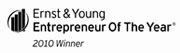 Ernst & Young
Entrepreneur Of The Year®
2010 Winner